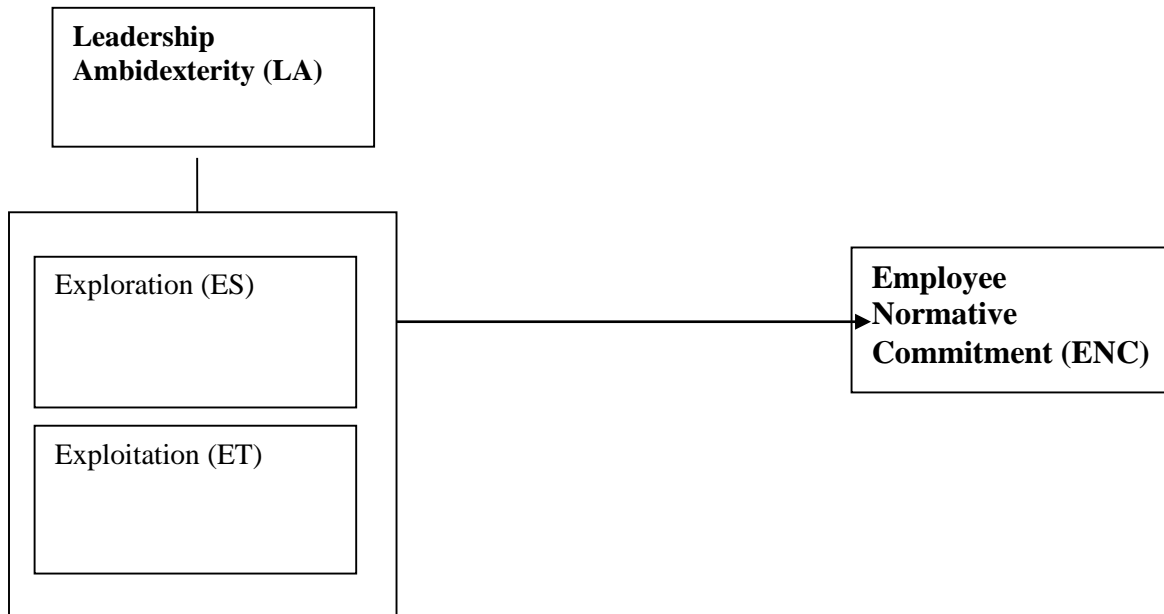 Leadership
Ambidexterity (LA)
Exploration (ES)
Exploitation (ET)
Employee
Normative
Commitment (ENC)